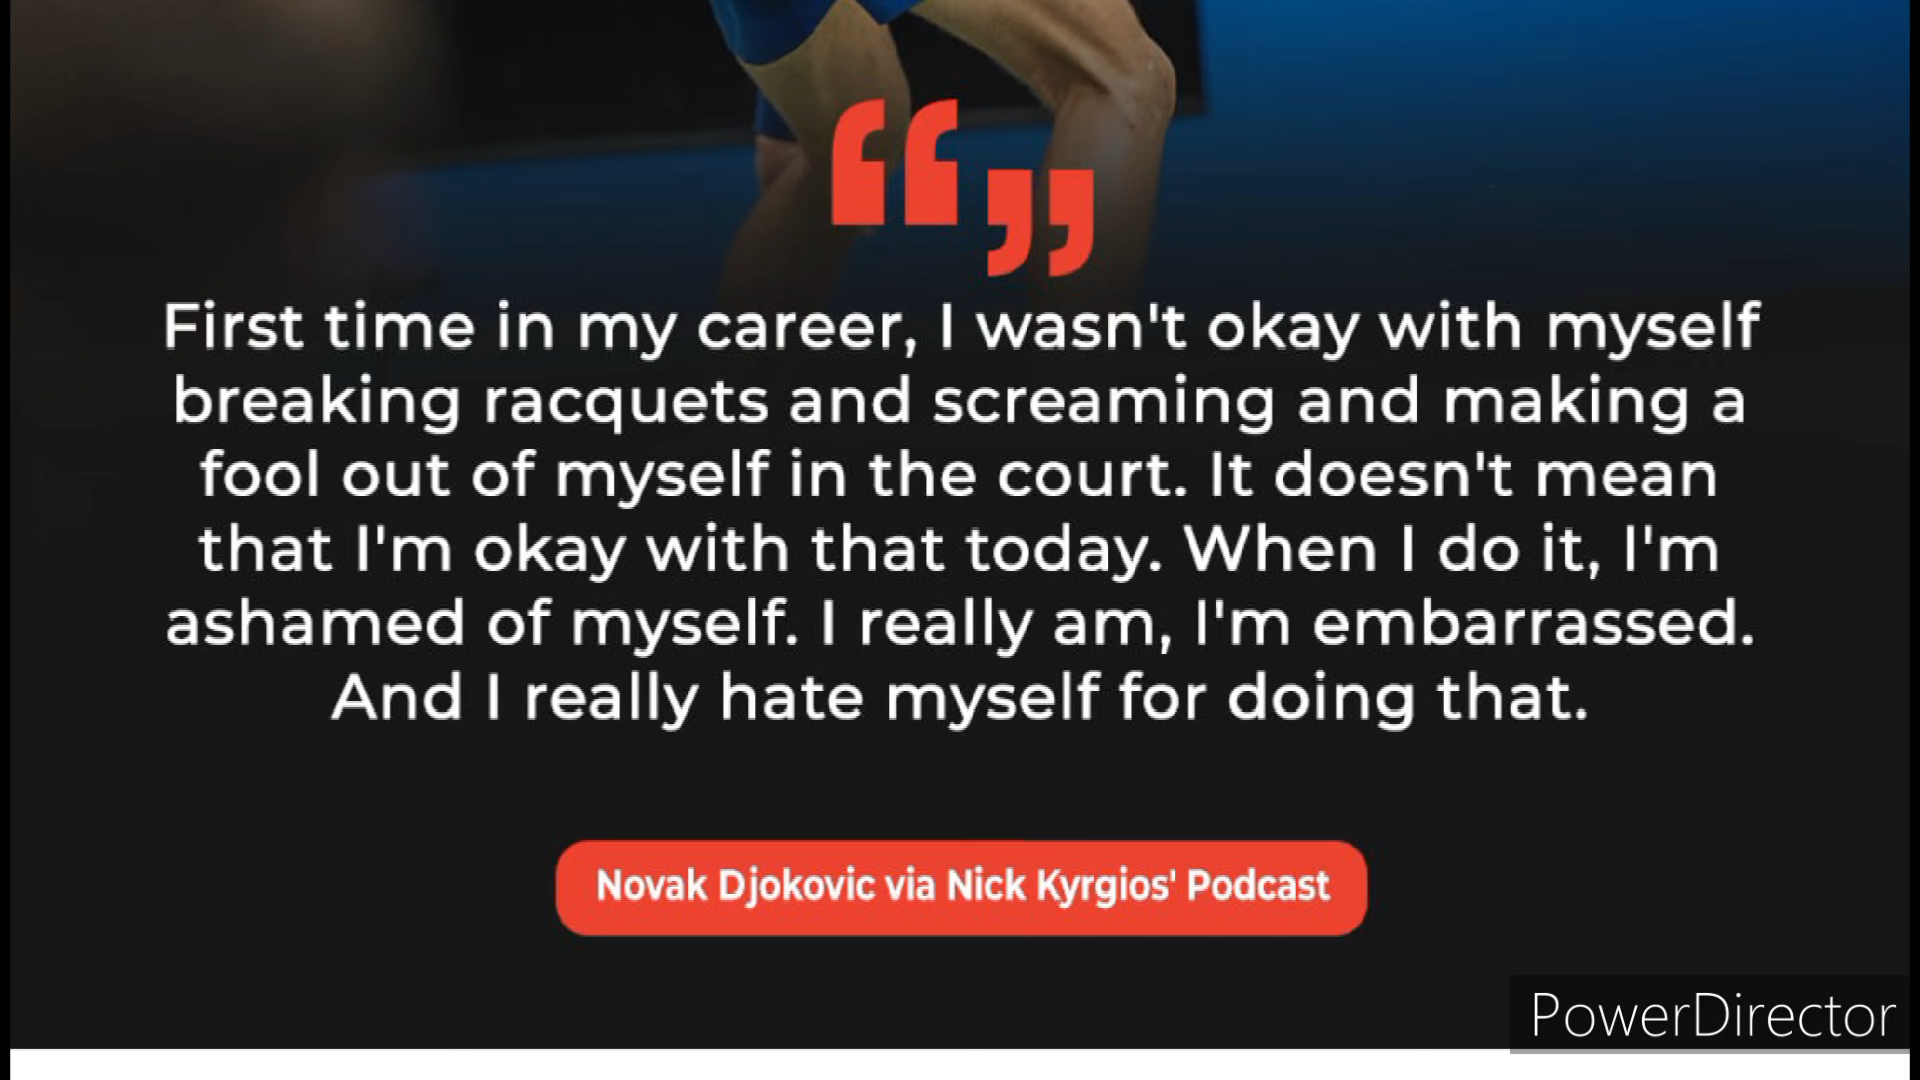 “„
First time in my career, I wasn't okay with myself
breaking racquets and screaming and making a
fool out of myself in the court. It doesn't mean
that I'm okay with that today. When I do it, I'm
ashamed of myself. I really am, I'm embarrassed.
And I really hate myself for doing that.
Novak Djokovic via Nick Kyrgios' Podcast
PowerDirector